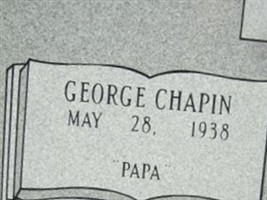 GEORGE CHAPIN
MAY 28, 1938
"PAPA"